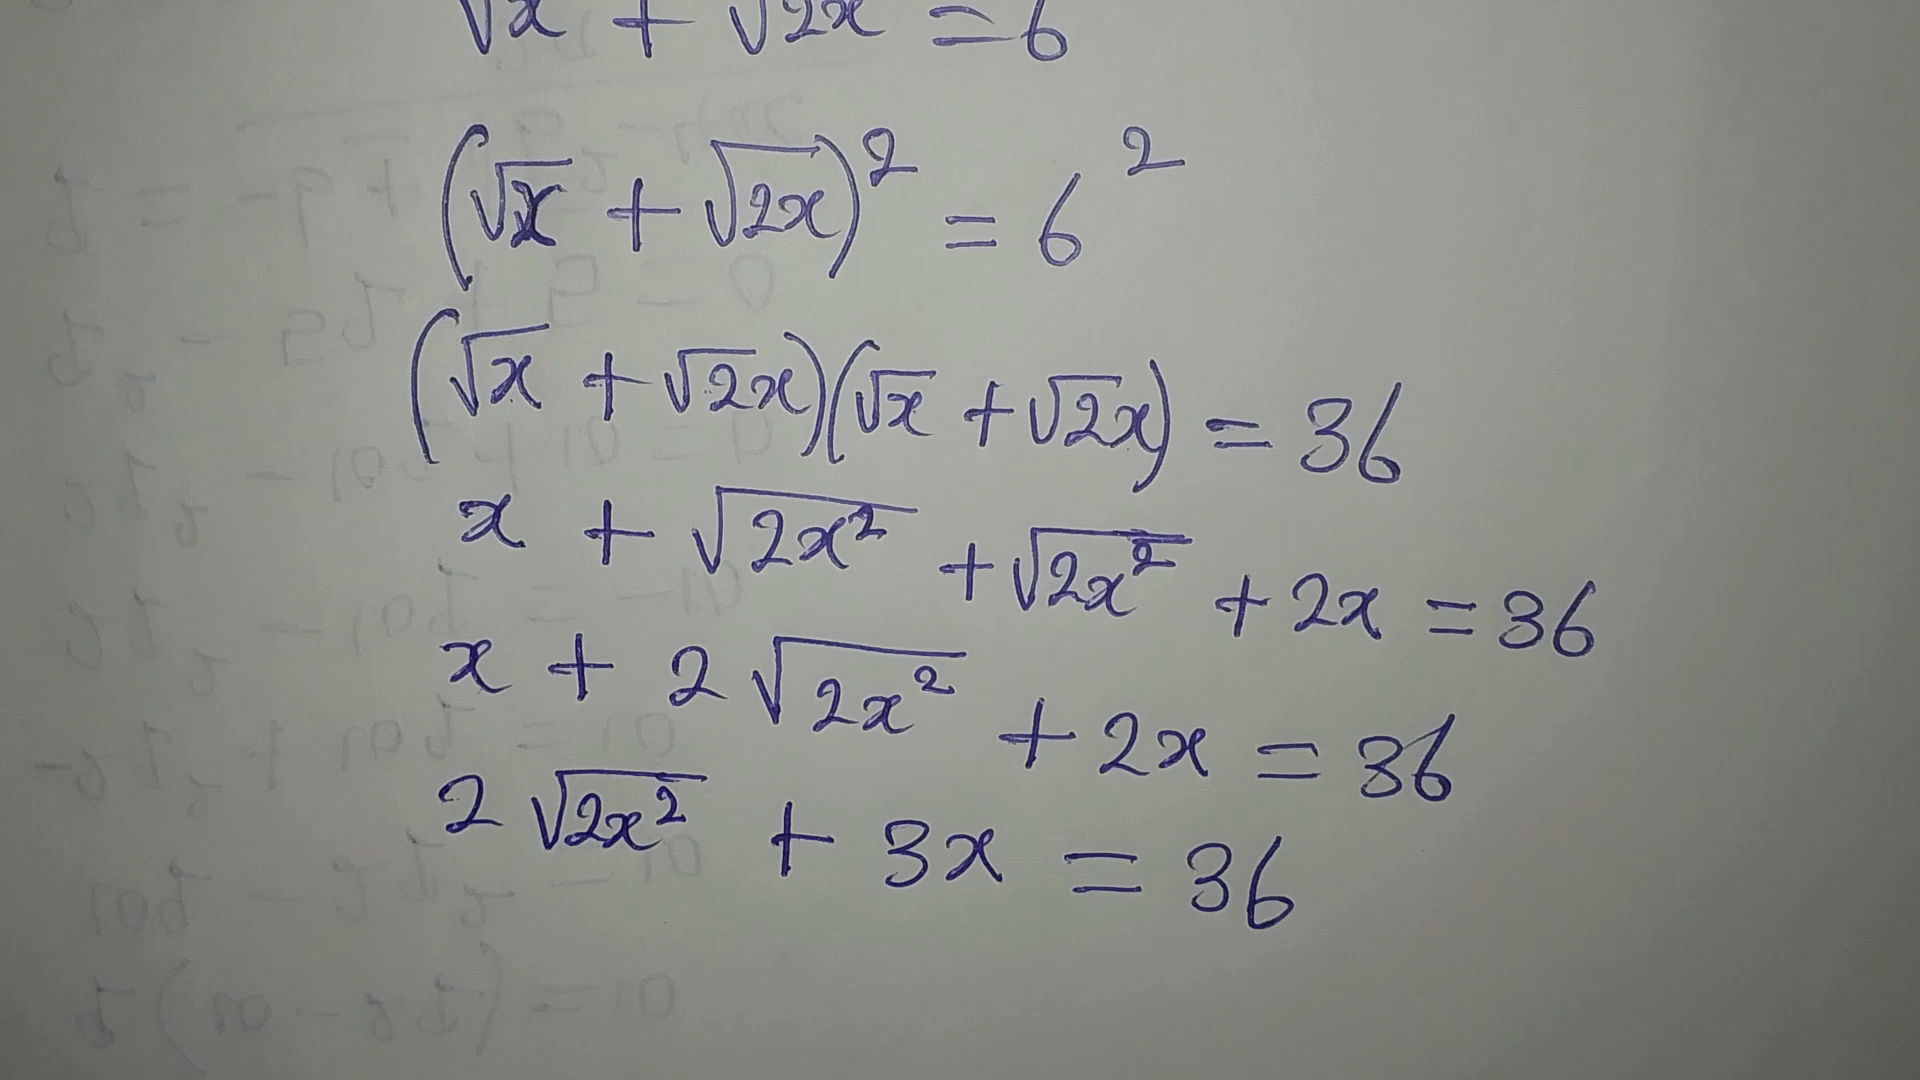 √x + √2x = 6
(√x + √2x)² = 6²
(√x + √2x)(√x + √2x) = 36
x + √2x² + √2x² + 2x = 36
x + 2√2x² + 2x = 36
2√2x² + 3x = 36